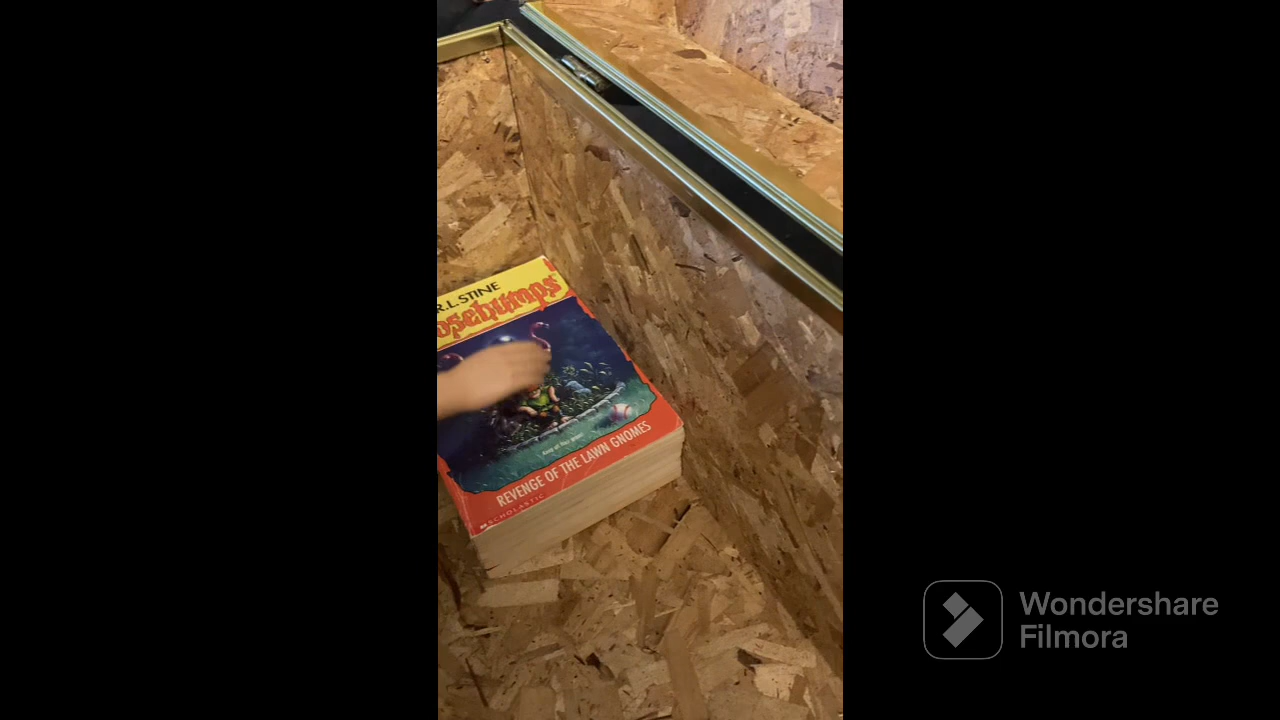 R.L. STINE
osebumps
REVENGE OF THE LAWN GNOMES
SCHOLASTIC
Wondershare
Filmora